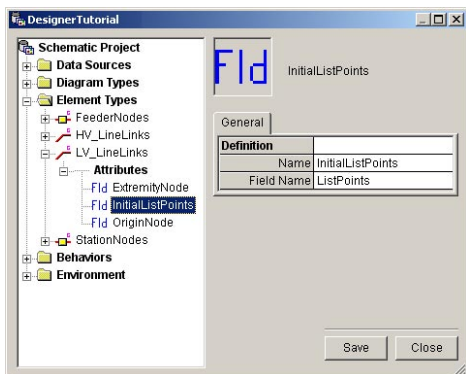 DesignerTutorial
Schematic Project
Data Sources
Diagram Types
Element Types
FeederNodes
HV_LineLinks
LV_LineLinks
Attributes
Fld ExtremityNode
Fld InitialListPoints
Fld OriginNode
StationNodes
Behaviors
Environment
Fld InitialListPoints
General
Definition
Name InitialListPoints
Field Name ListPoints
Save Close